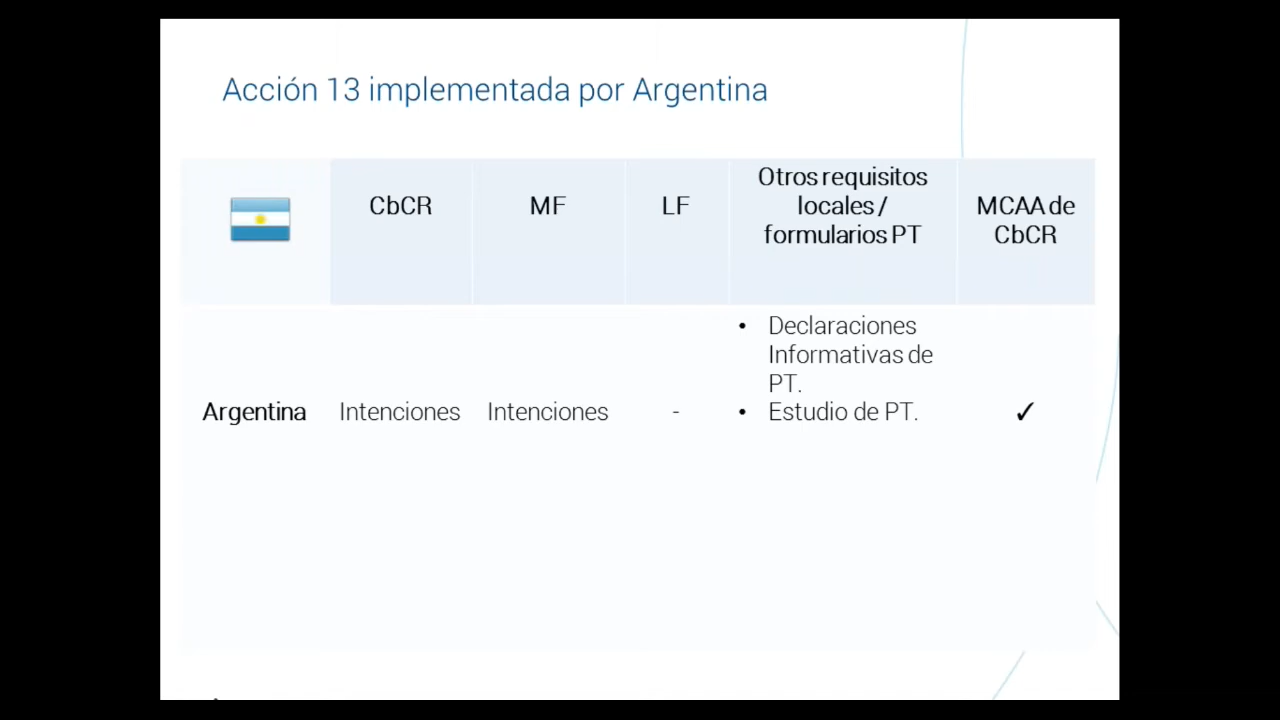 Acción 13 implementada por Argentina
CbCR
MF
LF
Otros requisitos
locales /
formularios PT
MCAA de
CbCR
Argentina
Intenciones
Intenciones
-
• Declaraciones
Informativas de
PT.
• Estudio de PT.
✓